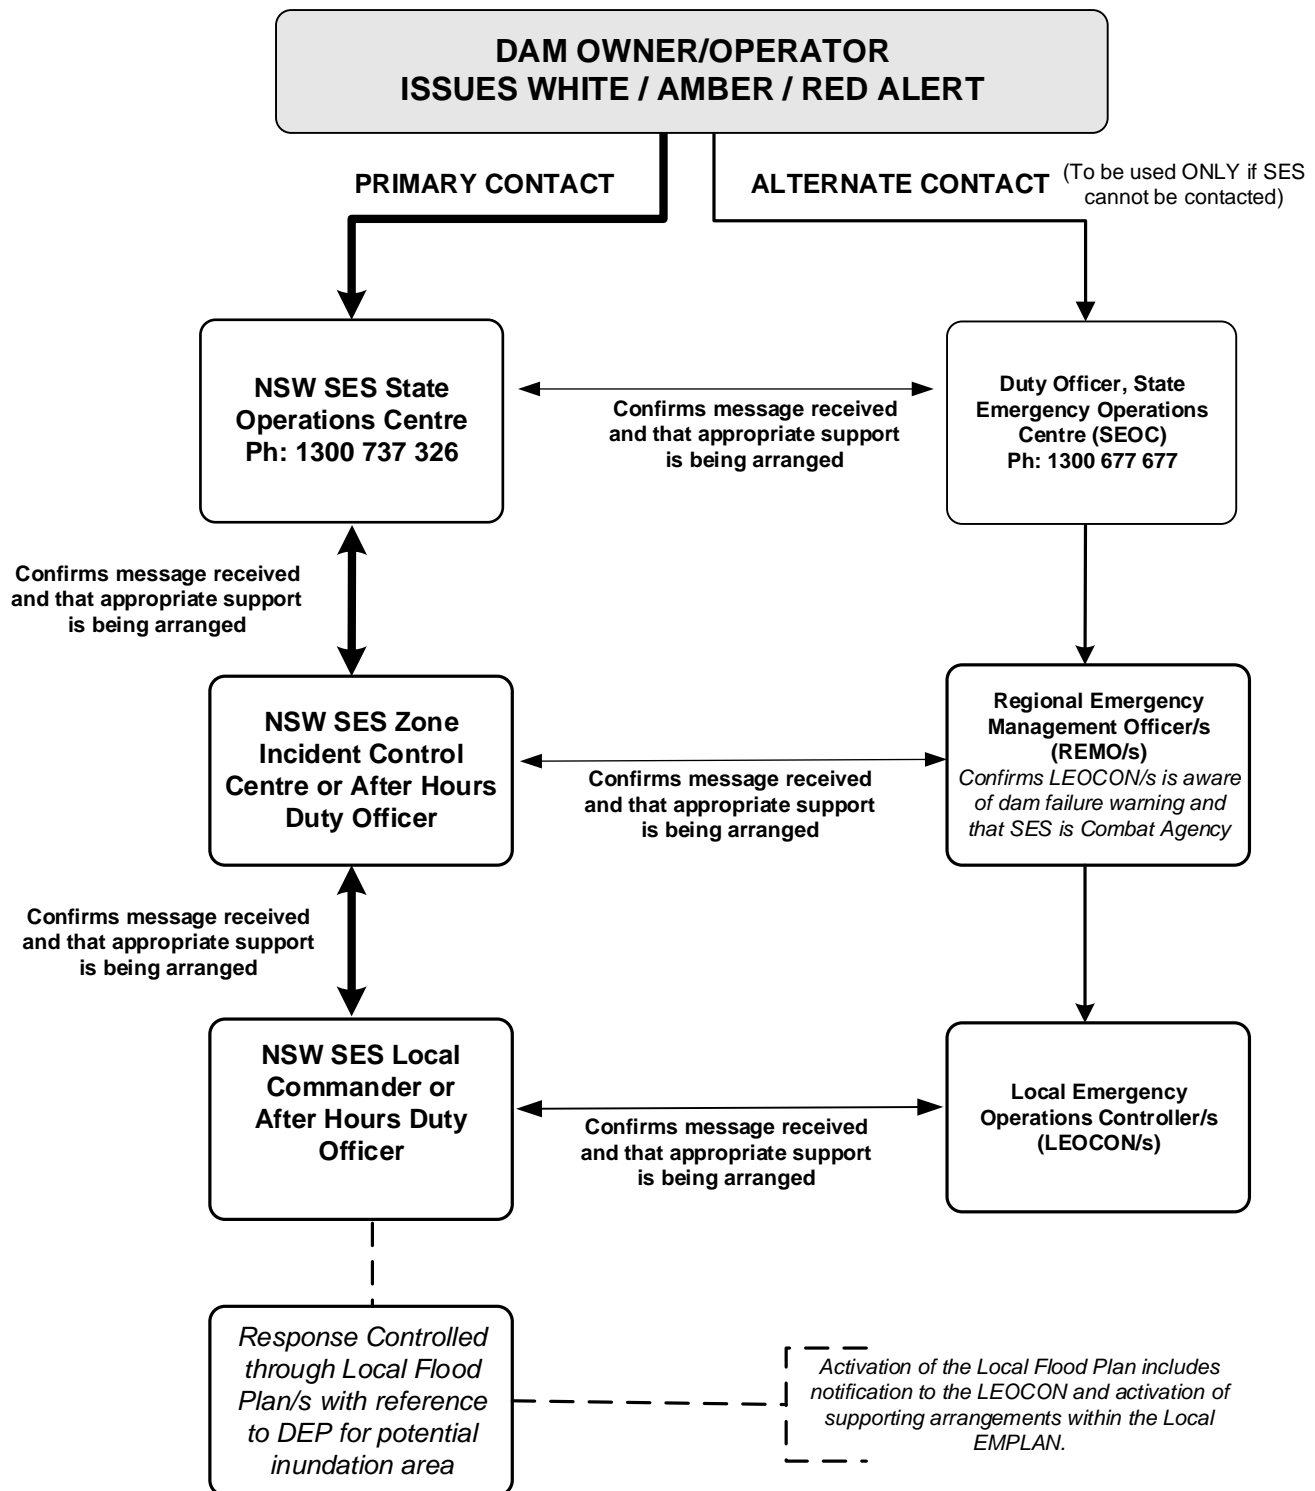 DAM OWNER/OPERATOR
ISSUES WHITE / AMBER / RED ALERT
PRIMARY CONTACT
ALTERNATE CONTACT
(To be used ONLY if SES
cannot be contacted)
NSW SES State
Operations Centre
Ph: 1300 737 326
Confirms message received
and that appropriate support
is being arranged
Duty Officer, State
Emergency Operations
Centre (SEOC)
Ph: 1300 677 677
Confirms message received
and that appropriate support
is being arranged
NSW SES Zone
Incident Control
Centre or After Hours
Duty Officer
Confirms message received
and that appropriate support
is being arranged
Regional Emergency
Management Officer/s
(REMO/s)
Confirms LEOCON/s is aware
of dam failure warning and
that SES is Combat Agency
Confirms message received
and that appropriate support
is being arranged
NSW SES Local
Commander or
After Hours Duty
Officer
Confirms message received
and that appropriate support
is being arranged
Local Emergency
Operations Controller/s
(LEOCON/s)
Response Controlled
through Local Flood
Plan/s with reference
to DEP for potential
inundation area
Activation of the Local Flood Plan includes
notification to the LEOCON and activation of
supporting arrangements within the Local
EMPLAN.